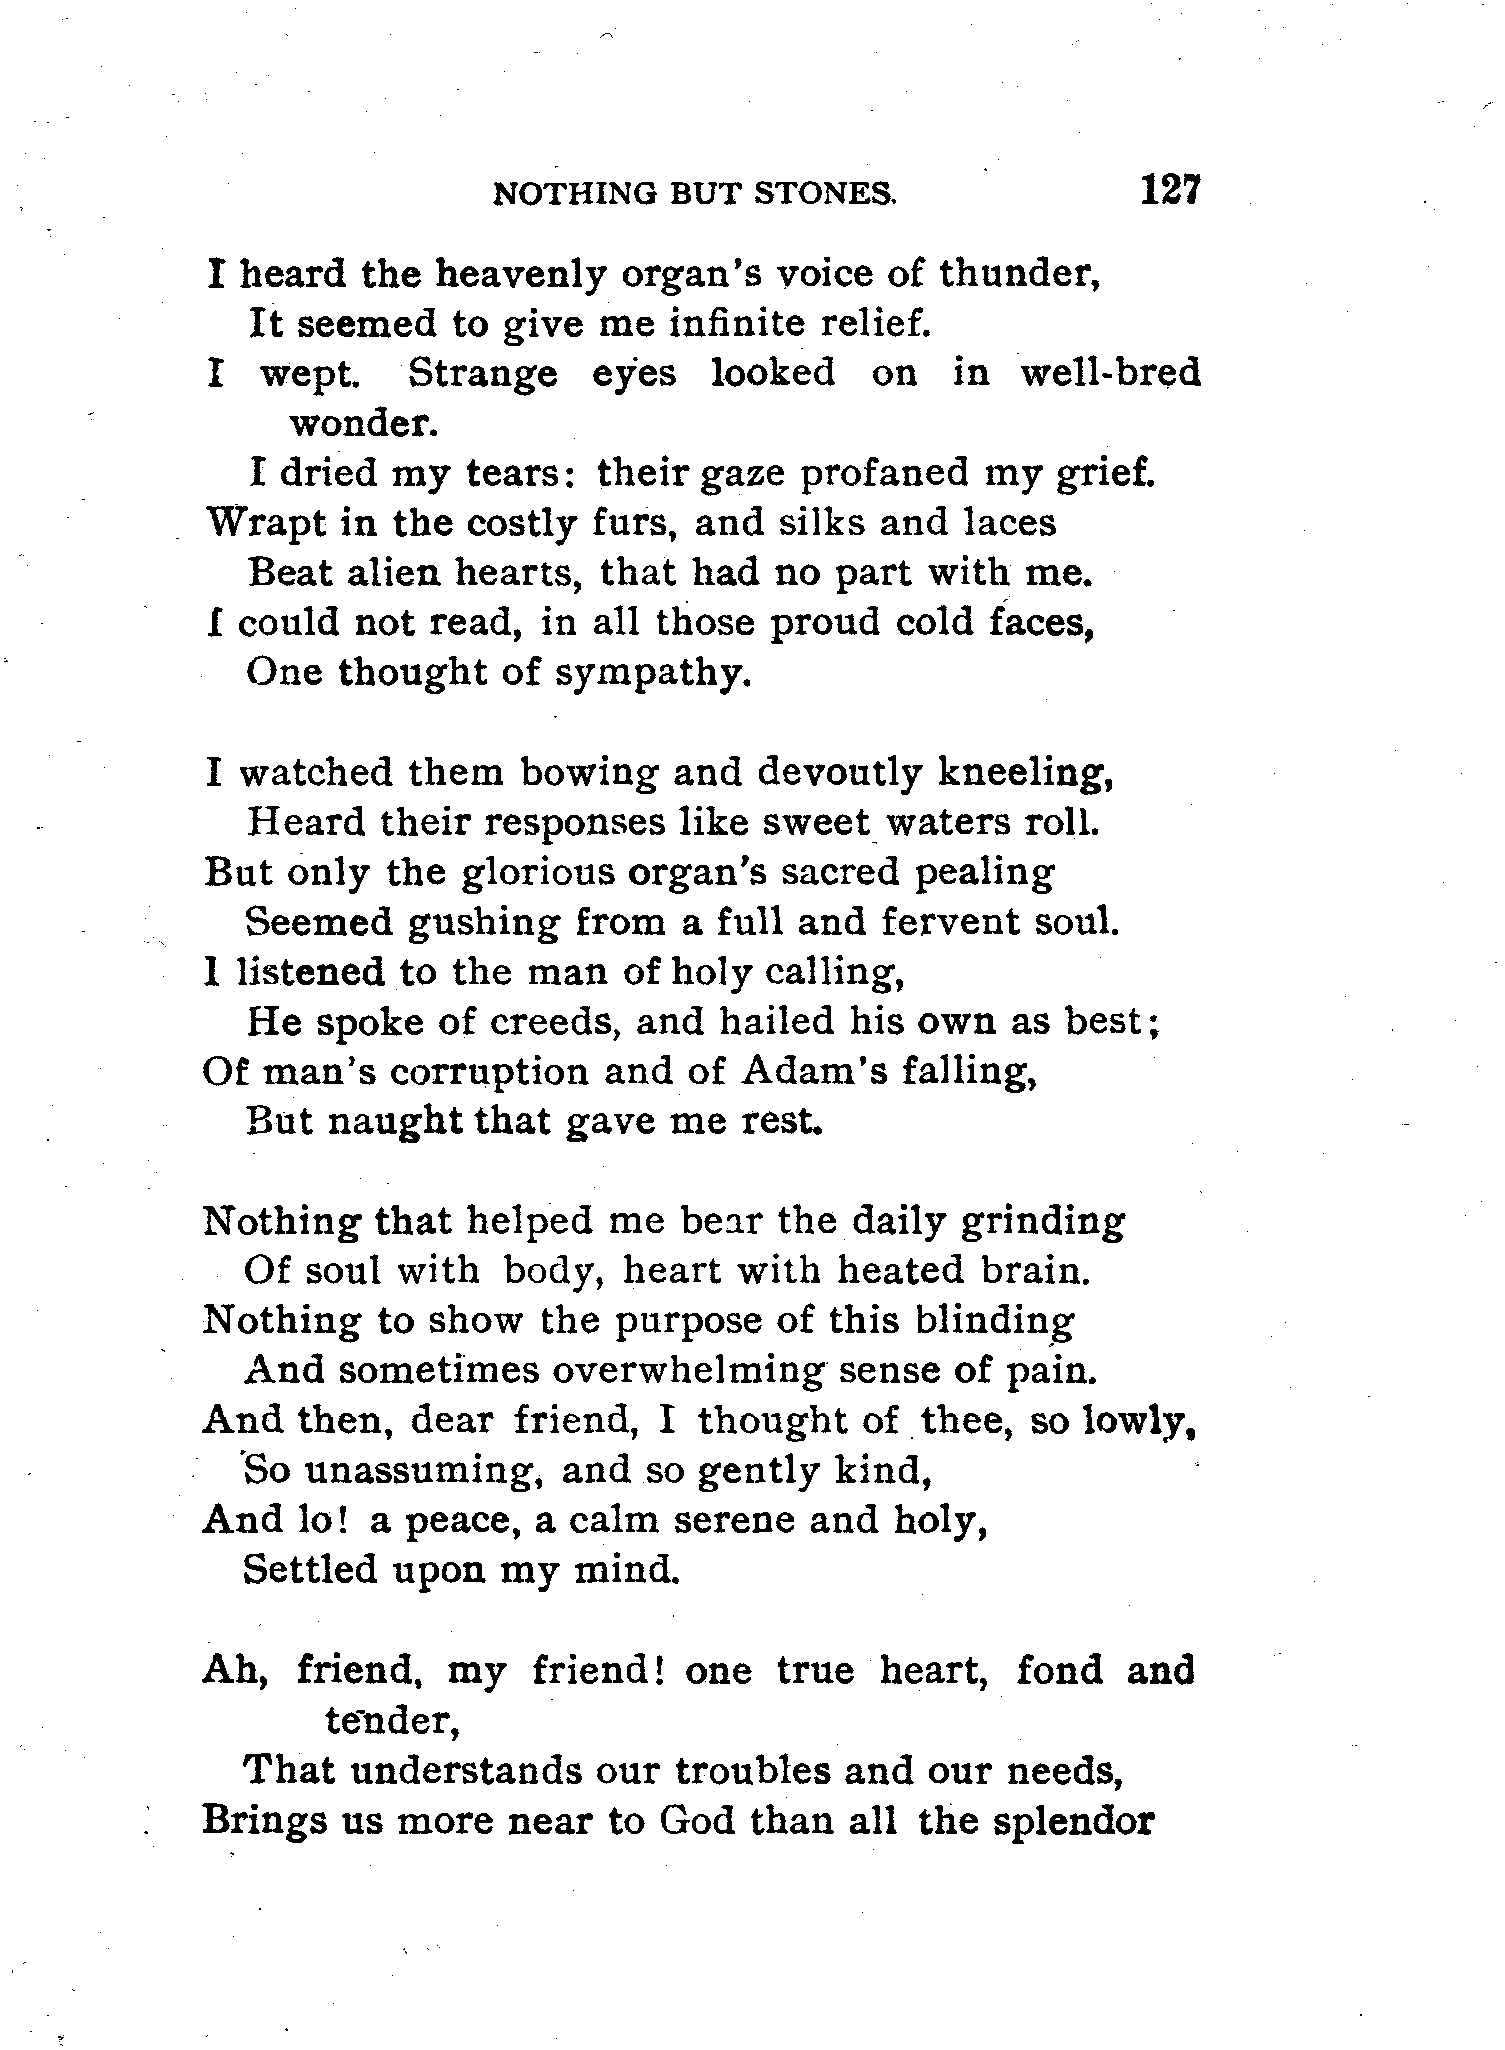 NOTHING BUT STONES. 127
I heard the heavenly organ's voice of thunder,
It seemed to give me infinite relief.
I wept. Strange eyes looked on in well-bred
wonder.
I dried my tears: their gaze profaned my grief.
Wrapt in the costly furs, and silks and laces
Beat alien hearts, that had no part with me.
I could not read, in all those proud cold faces,
One thought of sympathy.
I watched them bowing and devoutly kneeling,
Heard their responses like sweet waters roll.
But only the glorious organ's sacred pealing
Seemed gushing from a full and fervent soul.
I listened to the man of holy calling,
He spoke of creeds, and hailed his own as best;
Of man's corruption and of Adam's falling,
But naught that gave me rest.
Nothing that helped me bear the daily grinding
Of soul with body, heart with heated brain.
Nothing to show the purpose of this blinding
And sometimes overwhelming sense of pain.
And then, dear friend, I thought of thee, so lowly,
So unassuming, and so gently kind,
And lo! a peace, a calm serene and holy,
Settled upon my mind.
Ah, friend, my friend! one true heart, fond and
tender,
That understands our troubles and our needs,
Brings us more near to God than all the splendor